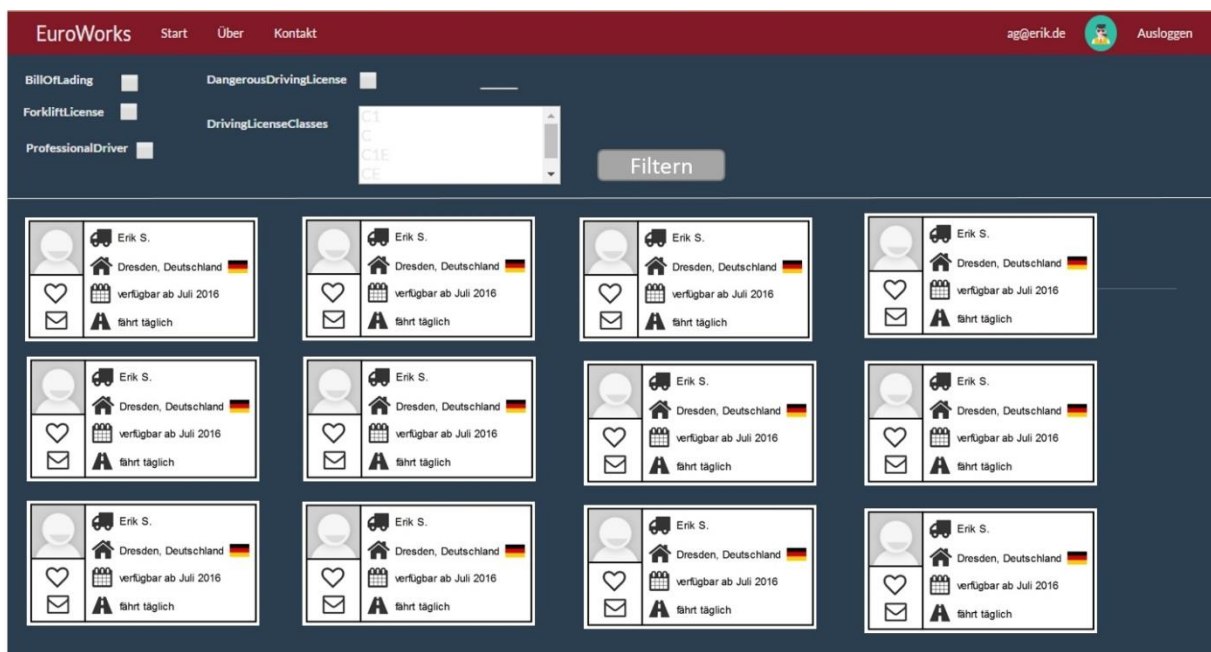 EuroWorks Start Über Kontakt ag@erik.de Ausloggen
BillOfLading DangerousDrivingLicense
ForkliftLicense
DrivingLicenseClasses
ProfessionalDriver
C1
C
C1E
CE
Filtern
Erik S.
Dresden, Deutschland
verfügbar ab Juli 2016
fährt täglich
Erik S.
Dresden, Deutschland
verfügbar ab Juli 2016
fährt täglich
Erik S.
Dresden, Deutschland
verfügbar ab Juli 2016
fährt täglich
Erik S.
Dresden, Deutschland
verfügbar ab Juli 2016
fährt täglich
Erik S.
Dresden, Deutschland
verfügbar ab Juli 2016
fährt täglich
Erik S.
Dresden, Deutschland
verfügbar ab Juli 2016
fährt täglich
Erik S.
Dresden, Deutschland
verfügbar ab Juli 2016
fährt täglich
Erik S.
Dresden, Deutschland
verfügbar ab Juli 2016
fährt täglich
Erik S.
Dresden, Deutschland
verfügbar ab Juli 2016
fährt täglich
Erik S.
Dresden, Deutschland
verfügbar ab Juli 2016
fährt täglich
Erik S.
Dresden, Deutschland
verfügbar ab Juli 2016
fährt täglich
Erik S.
Dresden, Deutschland
verfügbar ab Juli 2016
fährt täglich